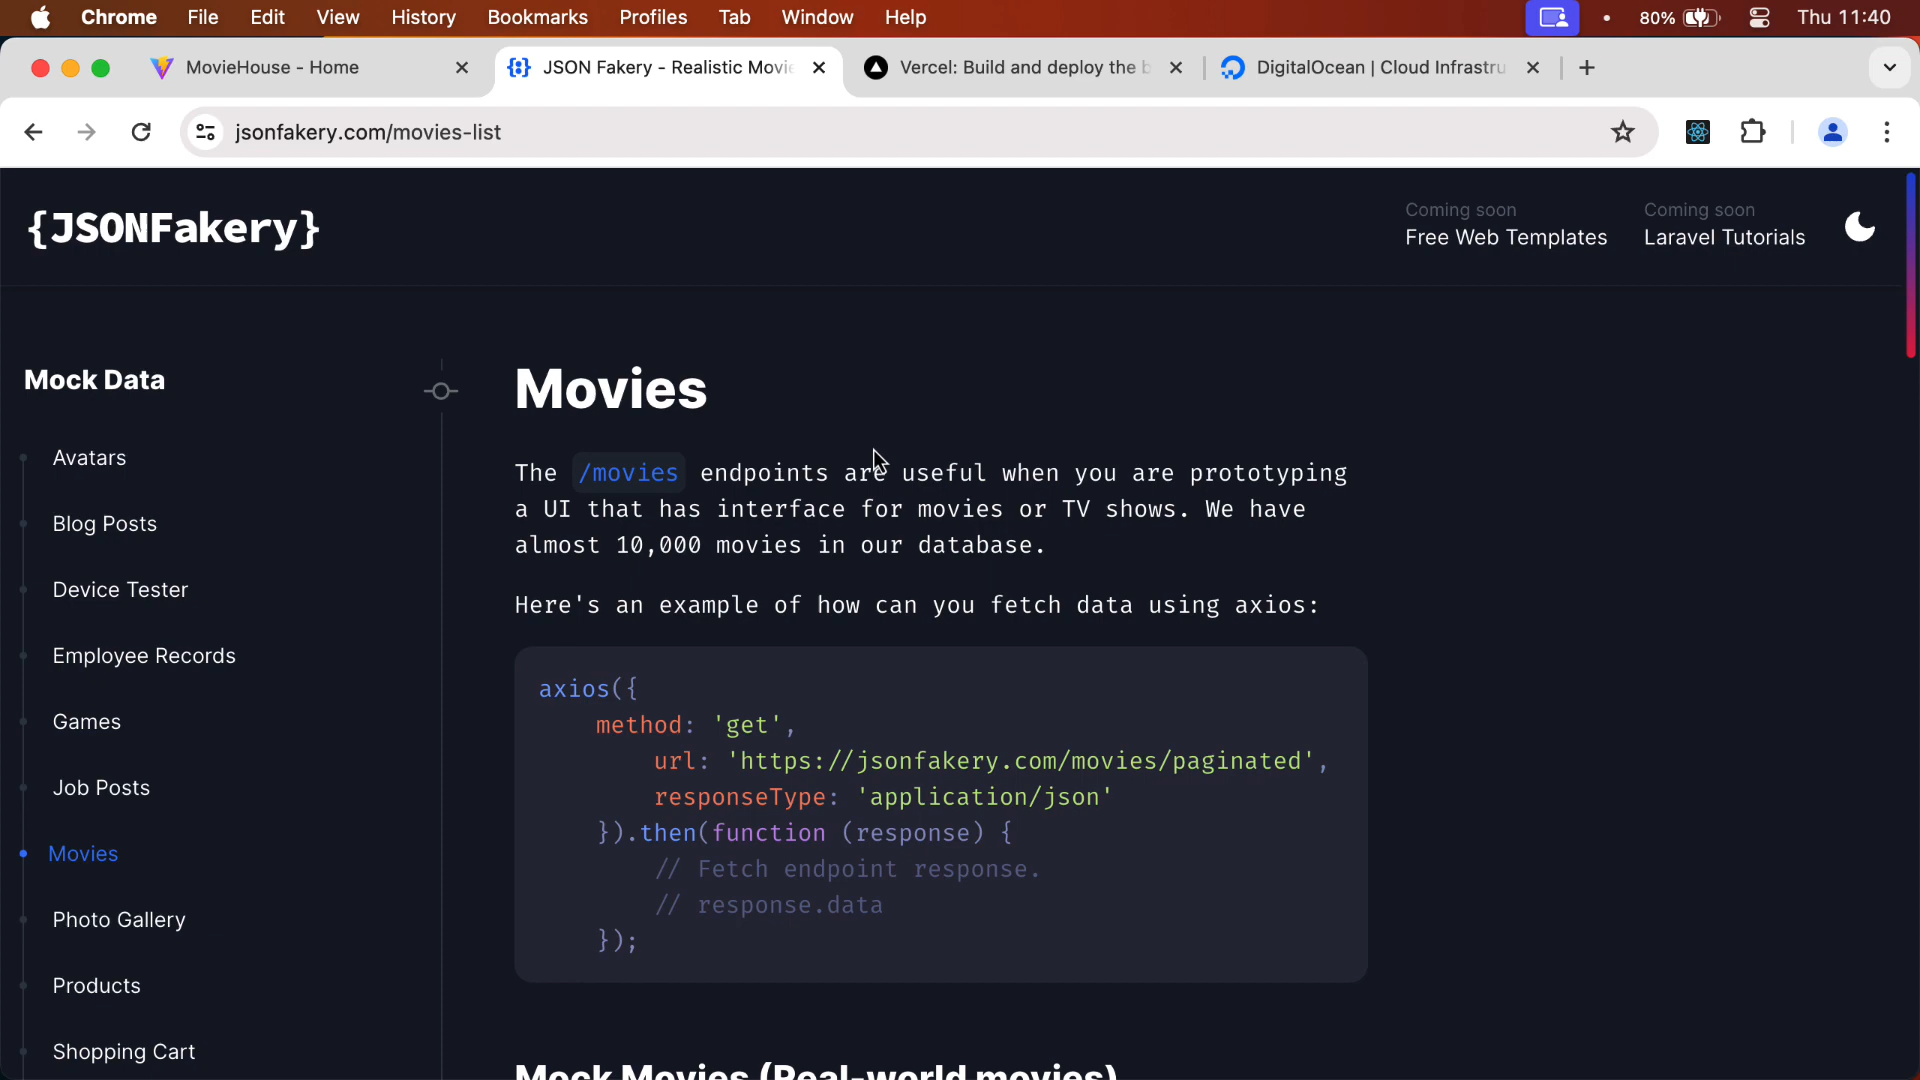 Chrome File Edit View History Bookmarks Profiles Tab Window Help 80% Thu 11:40
MovieHouse - Home JSON Fakery - Realistic Movie Vercel: Build and deploy the b DigitalOcean | Cloud Infrastru
jsonfakery.com/movies-list
{JSONFakery}
Coming soon
Free Web Templates
Coming soon
Laravel Tutorials
Mock Data
Avatars
Blog Posts
Device Tester
Employee Records
Games
Job Posts
Movies
Photo Gallery
Products
Shopping Cart
Movies
The /movies endpoints are useful when you are prototyping
a UI that has interface for movies or TV shows. We have
almost 10,000 movies in our database.
Here's an example of how can you fetch data using axios:
axios({
method: 'get',
url: 'https://jsonfakery.com/movies/paginated',
responseType: 'application/json'
}).then(function (response) {
// Fetch endpoint response.
// response.data
});
Mock Movies (Real-world movies)